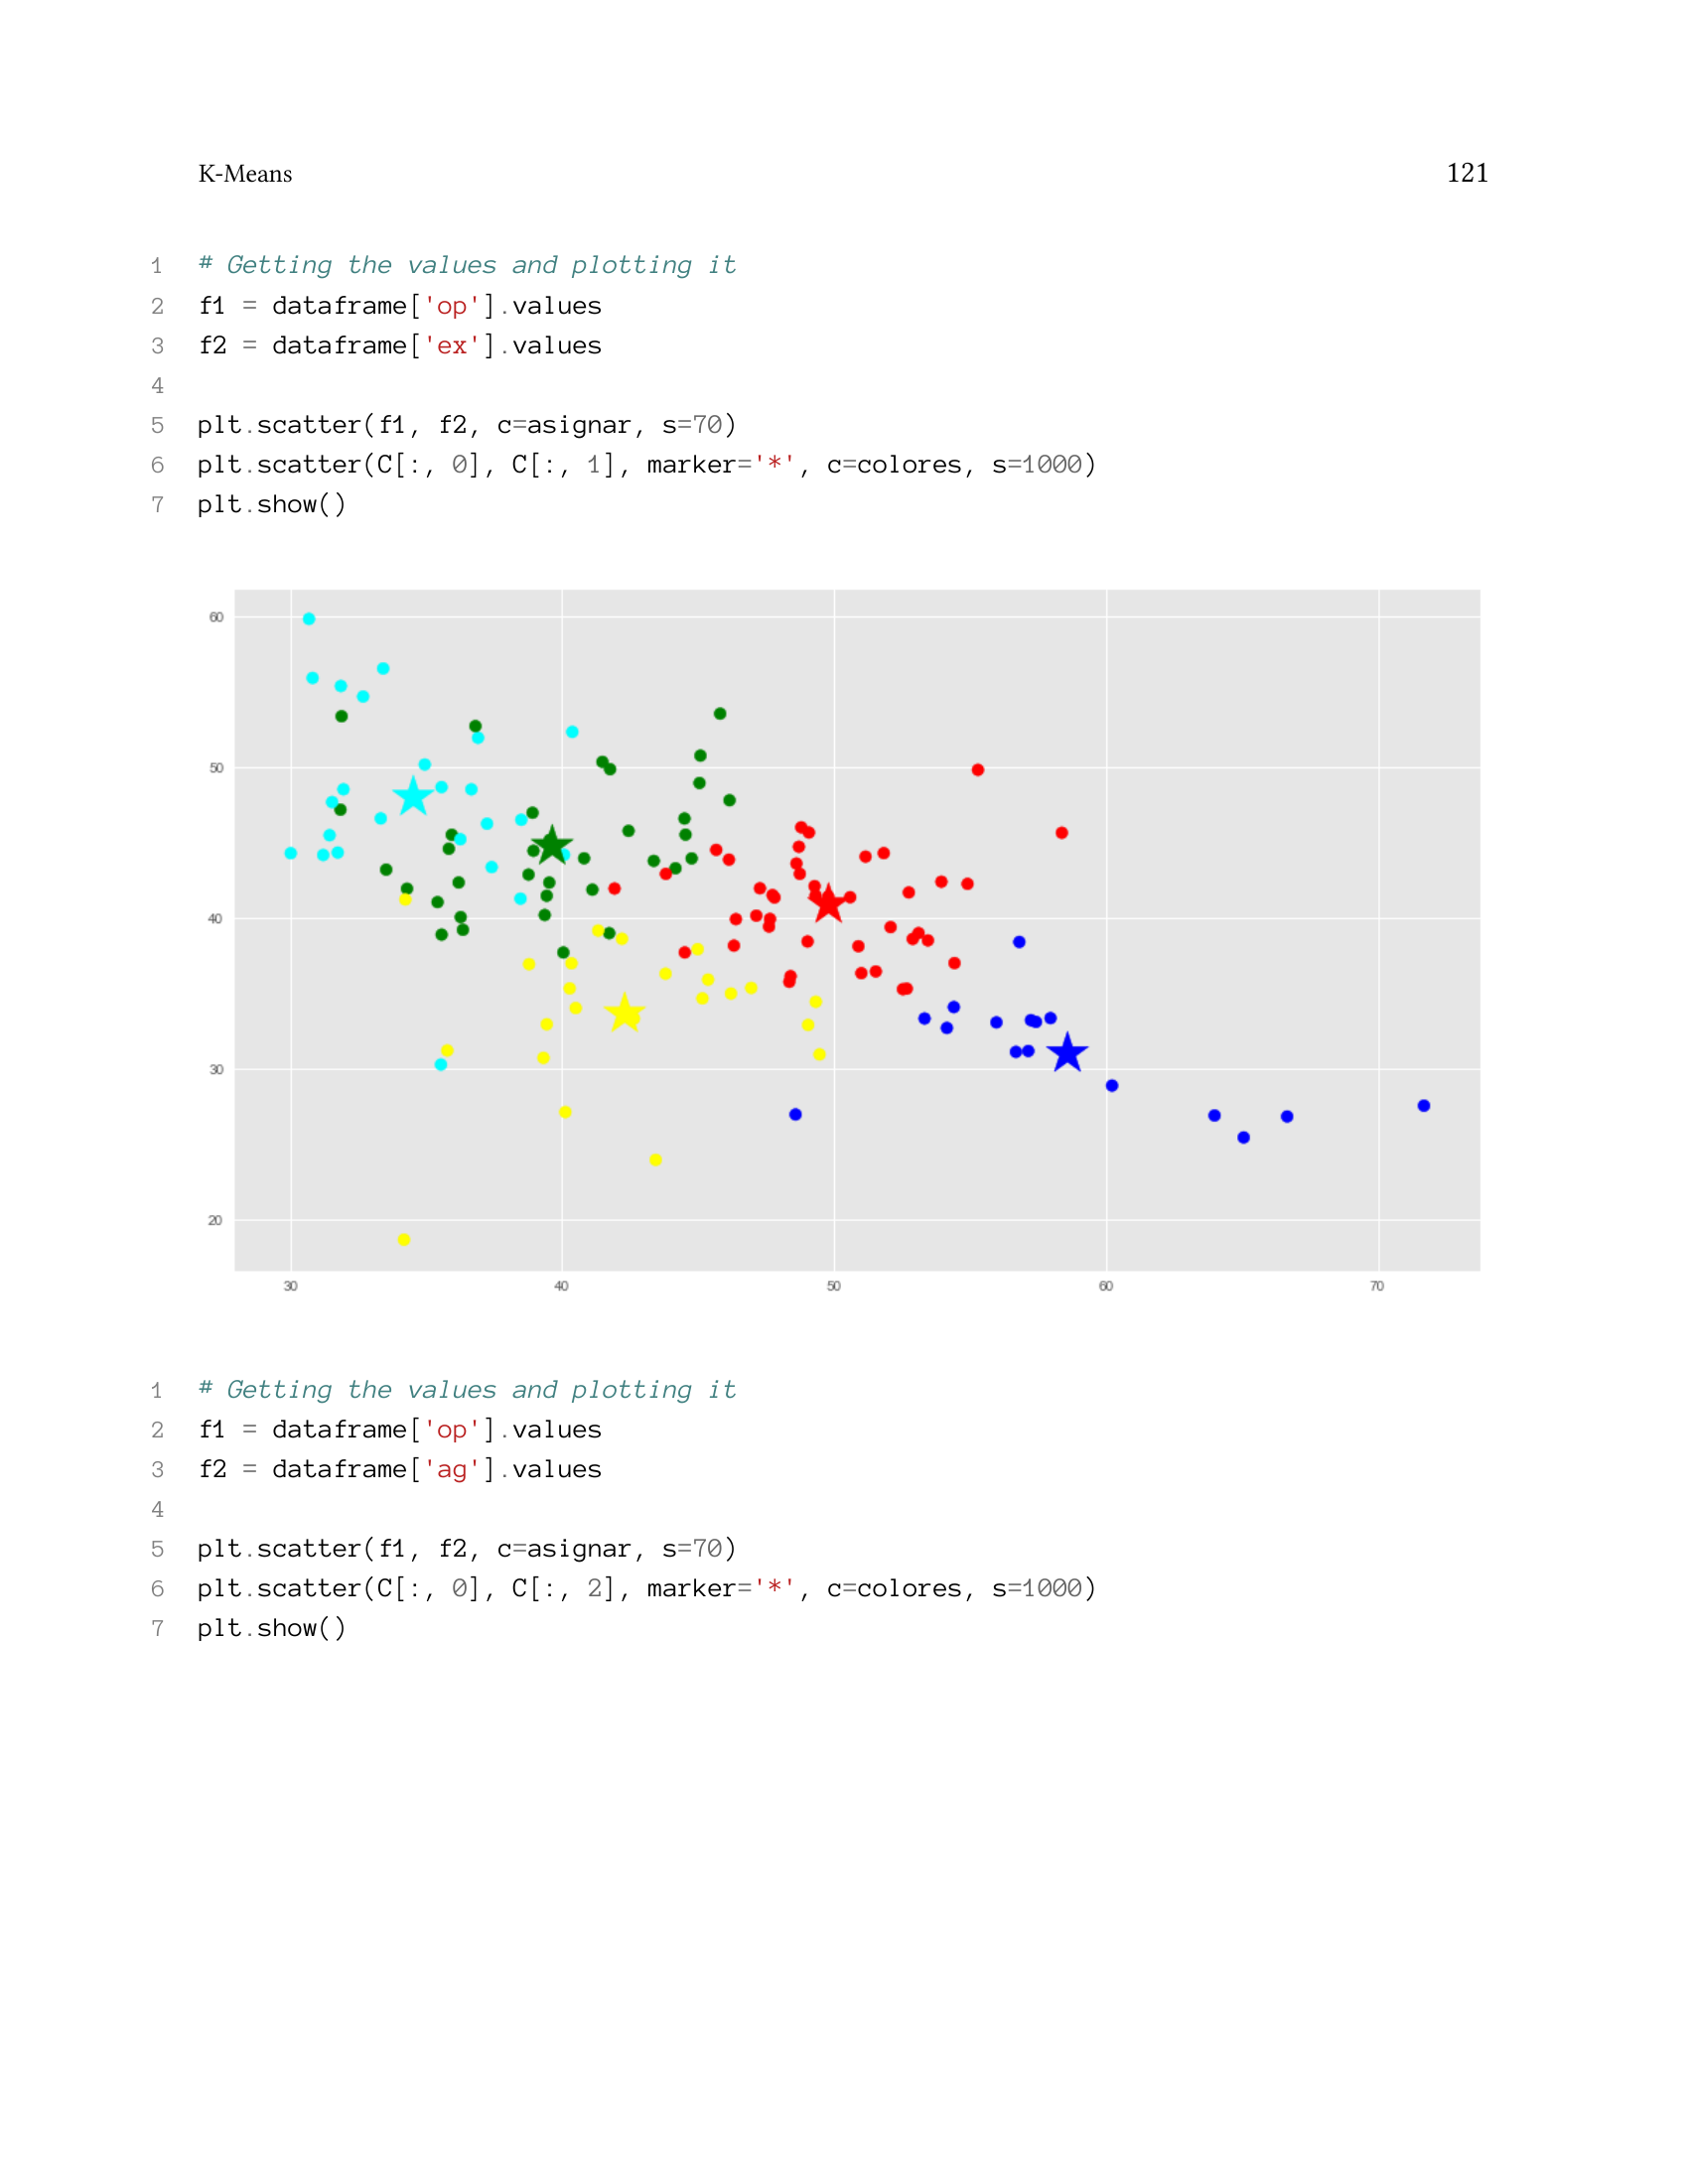 K-Means 121
1 # Getting the values and plotting it
2 f1 = dataframe['op'].values
3 f2 = dataframe['ex'].values
4
5 plt.scatter(f1, f2, c=asignar, s=70)
6 plt.scatter(C[:, 0], C[:, 1], marker='*', c=colores, s=1000)
7 plt.show()
60
50
40
30
20
30 40 50 60 70
1 # Getting the values and plotting it
2 f1 = dataframe['op'].values
3 f2 = dataframe['ag'].values
4
5 plt.scatter(f1, f2, c=asignar, s=70)
6 plt.scatter(C[:, 0], C[:, 2], marker='*', c=colores, s=1000)
7 plt.show()